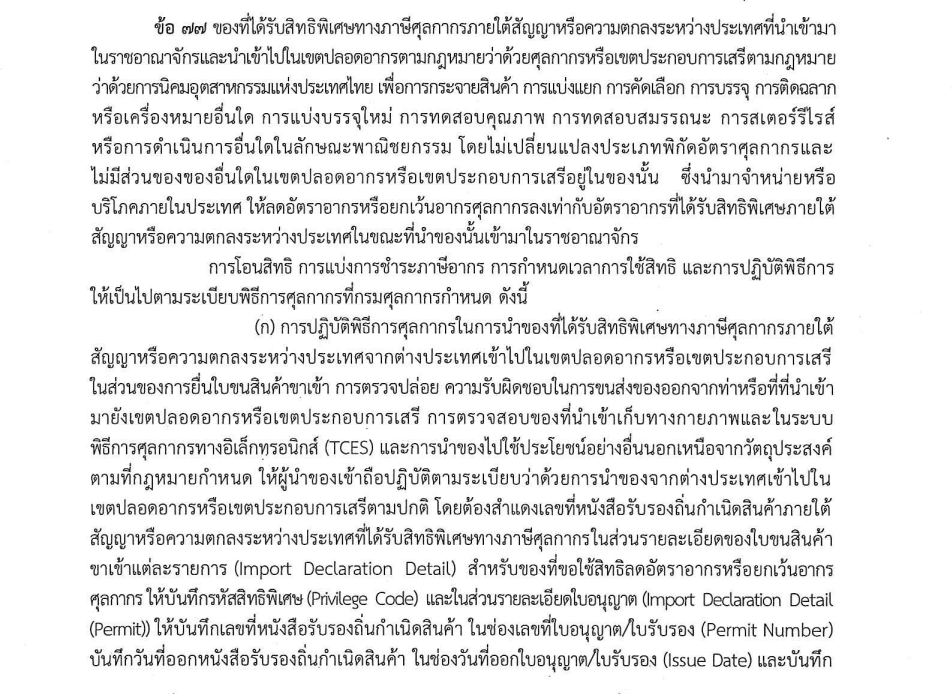 ข้อ ๗๗ ของที่ได้รับสิทธิพิเศษทางภาษีศุลกากรภายใต้สัญญาหรือความตกลงระหว่างประเทศที่นำเข้ามา
ในราชอาณาจักรและนำเข้าไปในเขตปลอดอากรตามกฎหมายว่าด้วยศุลกากรหรือเขตประกอบการเสรีตามกฎหมาย
ว่าด้วยการนิคมอุตสาหกรรมแห่งประเทศไทย เพื่อการกระจายสินค้า การแบ่งแยก การคัดเลือก การบรรจุ การติดฉลาก
หรือเครื่องหมายอื่นใด การแบ่งบรรจุใหม่ การทดสอบคุณภาพ การทดสอบสมรรถนะ การสเตอร์รีไรส์
หรือการดำเนินการอื่นใดในลักษณะพาณิชยกรรม โดยไม่เปลี่ยนแปลงประเภทพิกัดอัตราศุลกากรและ
ไม่มีส่วนของของอื่นใดในเขตปลอดอากรหรือเขตประกอบการเสรีอยู่ในของนั้น ซึ่งนำมาจำหน่ายหรือ
บริโภคภายในประเทศ ให้ลดอัตราอากรหรือยกเว้นอากรศุลกากรลงเท่ากับอัตราอากรที่ได้รับสิทธิพิเศษภายใต้
สัญญาหรือความตกลงระหว่างประเทศในขณะที่นำของนั้นเข้ามาในราชอาณาจักร
การโอนสิทธิ การแบ่งการชำระภาษีอากร การกำหนดเวลาการใช้สิทธิ และการปฏิบัติพิธีการ
ให้เป็นไปตามระเบียบพิธีการศุลกากรที่กรมศุลกากรกำหนด ดังนี้
(ก) การปฏิบัติพิธีการศุลกากรในการนำของที่ได้รับสิทธิพิเศษทางภาษีศุลกากรภายใต้
สัญญาหรือความตกลงระหว่างประเทศจากต่างประเทศเข้าไปในเขตปลอดอากรหรือเขตประกอบการเสรี
ในส่วนของการยื่นใบขนสินค้าขาเข้า การตรวจปล่อย ความรับผิดชอบในการขนส่งของออกจากท่าหรือที่ที่นำเข้า
มายังเขตปลอดอากรหรือเขตประกอบการเสรี การตรวจสอบของที่นำเข้าเก็บทางกายภาพและในระบบ
พิธีการศุลกากรทางอิเล็กทรอนิกส์ (TCES) และการนำของไปใช้ประโยชน์อย่างอื่นนอกเหนือจากวัตถุประสงค์
ตามที่กฎหมายกำหนด ให้ผู้นำของเข้าถือปฏิบัติตามระเบียบว่าด้วยการนำของจากต่างประเทศเข้าไปใน
เขตปลอดอากรหรือเขตประกอบการเสรีตามปกติ โดยต้องสำแดงเลขที่หนังสือรับรองถิ่นกำเนิดสินค้าภายใต้
สัญญาหรือความตกลงระหว่างประเทศที่ได้รับสิทธิพิเศษทางภาษีศุลกากรในส่วนรายละเอียดของใบขนสินค้า
ขาเข้าแต่ละรายการ (Import Declaration Detail) สำหรับของที่ขอใช้สิทธิลดอัตราอากรหรือยกเว้นอากร
ศุลกากร ให้บันทึกรหัสสิทธิพิเศษ (Privilege Code) และในส่วนรายละเอียดใบอนุญาต (Import Declaration Detail
(Permit)) ให้บันทึกเลขที่หนังสือรับรองถิ่นกำเนิดสินค้า ในช่องเลขที่ใบอนุญาต/ใบรับรอง (Permit Number)
บันทึกวันที่ออกหนังสือรับรองถิ่นกำเนิดสินค้า ในช่องวันที่ออกใบอนุญาต/ใบรับรอง (Issue Date) และบันทึก